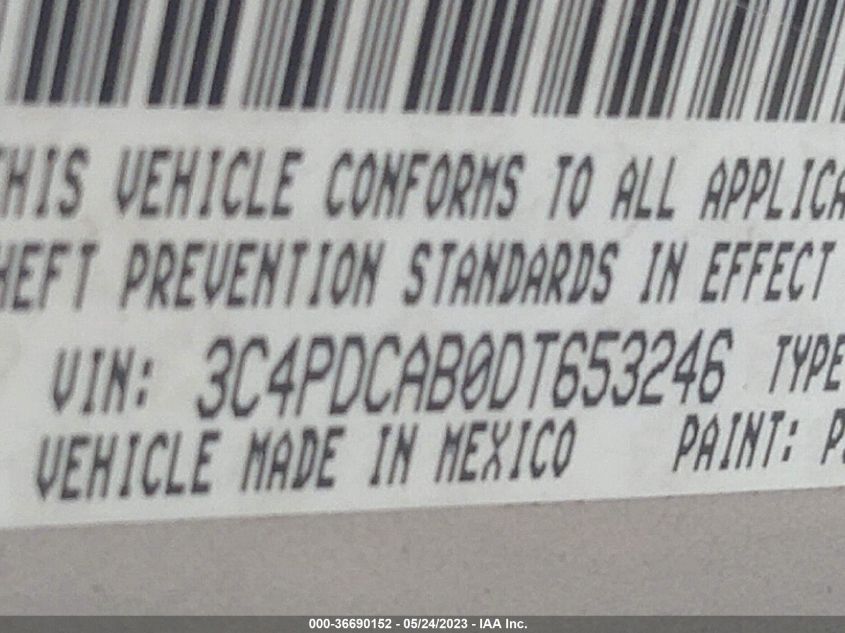 THIS VEHICLE CONFORMS TO ALL APPLICA
HEFT PREVENTION STANDARDS IN EFFECT
VIN: 3C4PDCAB0DT653246 TYPE
VEHICLE MADE IN MEXICO PAINT: P
000-36690152 - 05/24/2023 - IAA Inc.